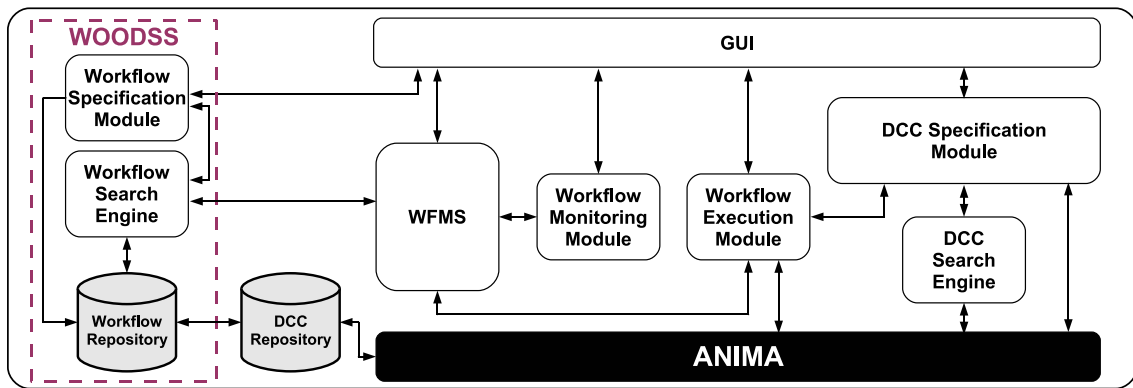 WOODSS
GUI
Workflow
Specification
Module
DCC Specification
Module
Workflow
Search
Engine
WFMS
Workflow
Monitoring
Module
Workflow
Execution
Module
DCC
Search
Engine
Workflow
Repository
DCC
Repository
ANIMA